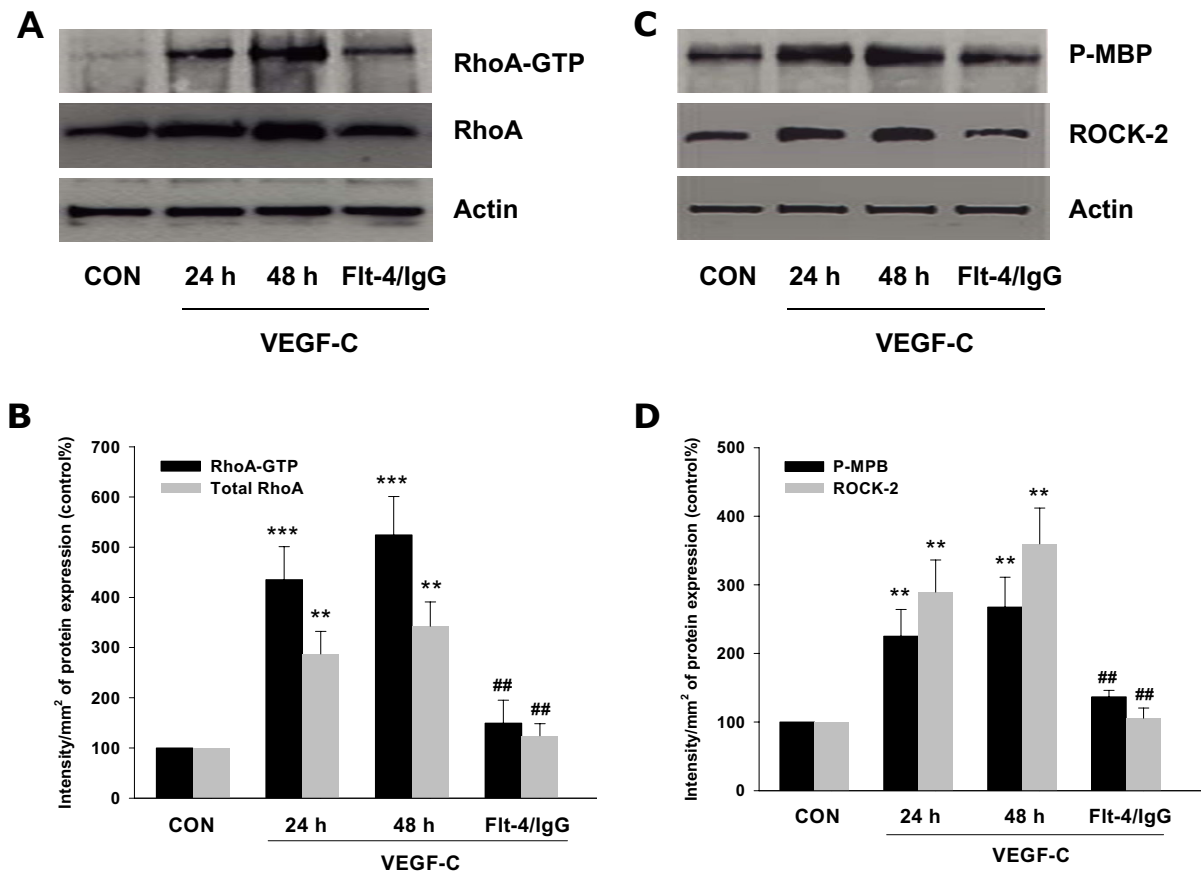 A
RhoA-GTP
RhoA
Actin
CON 24 h 48 h Flt-4/IgG
VEGF-C
C
P-MBP
ROCK-2
Actin
CON 24 h 48 h Flt-4/IgG
VEGF-C
B
Intensity/mm² of protein expression (control%)
700
600
500
400
300
200
100
0
RhoA-GTP
Total RhoA
***
**
***
**
##
##
CON 24 h 48 h Flt-4/IgG
VEGF-C
D
Intensity/mm² of protein expression (control%)
500
400
300
200
100
0
P-MPB
ROCK-2
**
**
**
**
##
##
CON 24 h 48 h Flt-4/IgG
VEGF-C